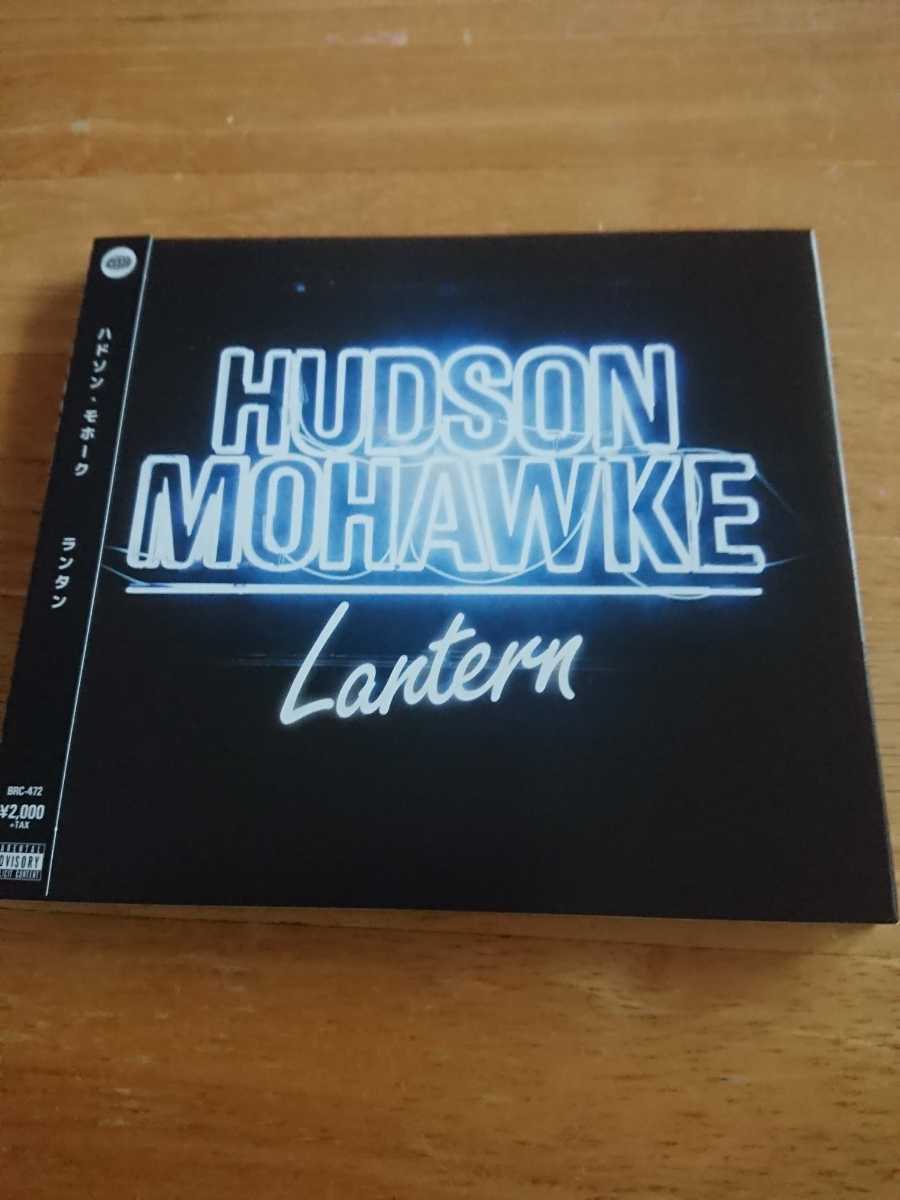 ハドソン・モホーク
ランタン
BRC-472
¥2,000
+TAX
ADVISORY
HUDSON
MOHAWKE
Lantern